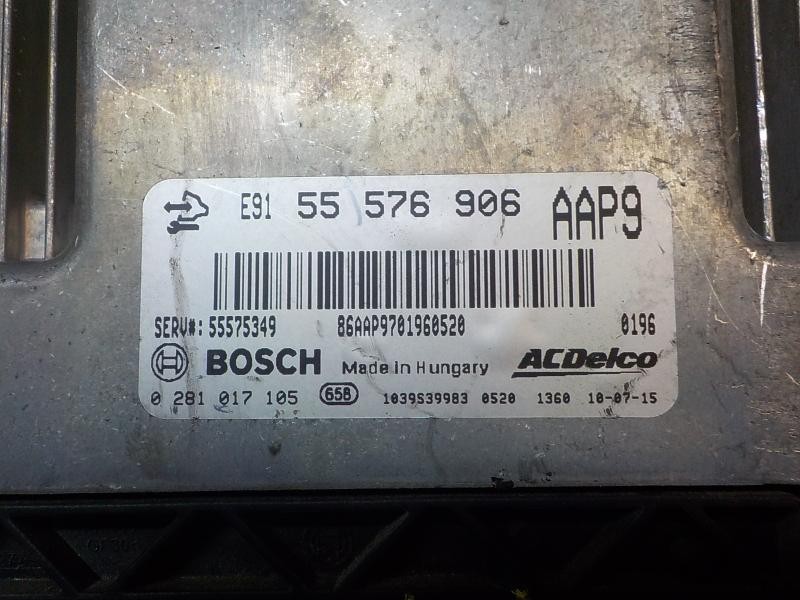 E91 55 576 906 AAP9
SERV#: 55575349 86AAP9701960520 0196
BOSCH Made in Hungary ACDelco
0 281 017 105 658 1039S39983 0520 1360 10-07-15